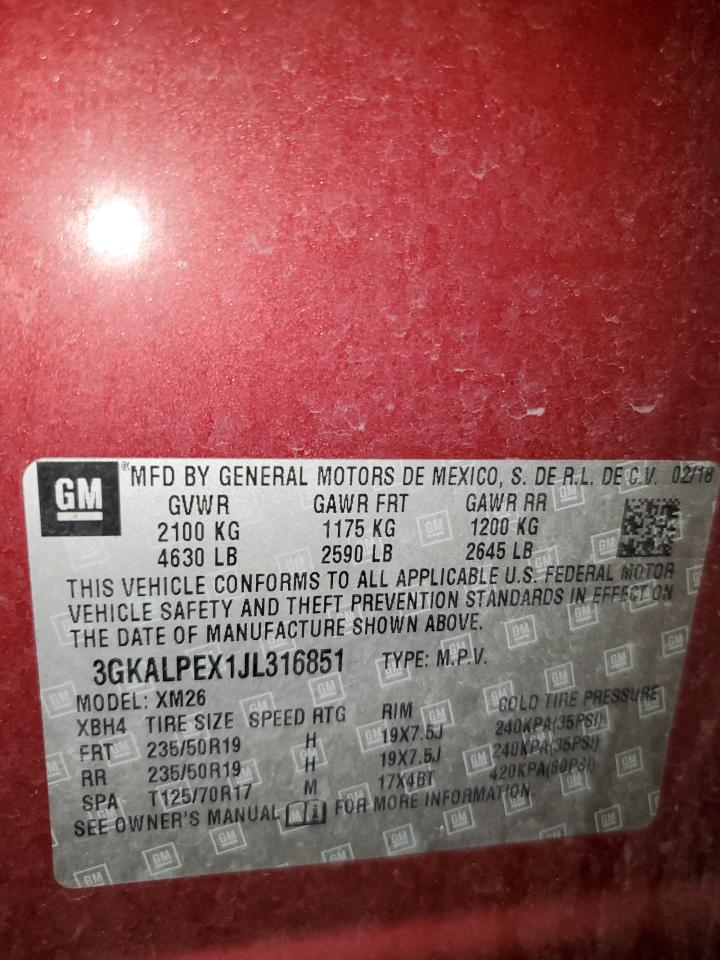 GM ® MFD BY GENERAL MOTORS DE MEXICO, S. DE R.L. DE C.V. 02/18
GVWR GAWR FRT GAWR RR
2100 KG 1175 KG 1200 KG
4630 LB 2590 LB 2645 LB
THIS VEHICLE CONFORMS TO ALL APPLICABLE U.S. FEDERAL MOTOR
VEHICLE SAFETY AND THEFT PREVENTION STANDARDS IN EFFECT ON
THE DATE OF MANUFACTURE SHOWN ABOVE.
3GKALPEX1JL316851 TYPE: M.P.V.
MODEL: XM26
XBH4 TIRE SIZE SPEED RTG RIM COLD TIRE PRESSURE
FRT 235/50R19 H 19X7.5J 240KPA(35PSI)
RR 235/50R19 H 19X7.5J 240KPA(35PSI)
SPA T125/70R17 M 17X4BT 420KPA(60PSI)
SEE OWNER'S MANUAL FOR MORE INFORMATION.